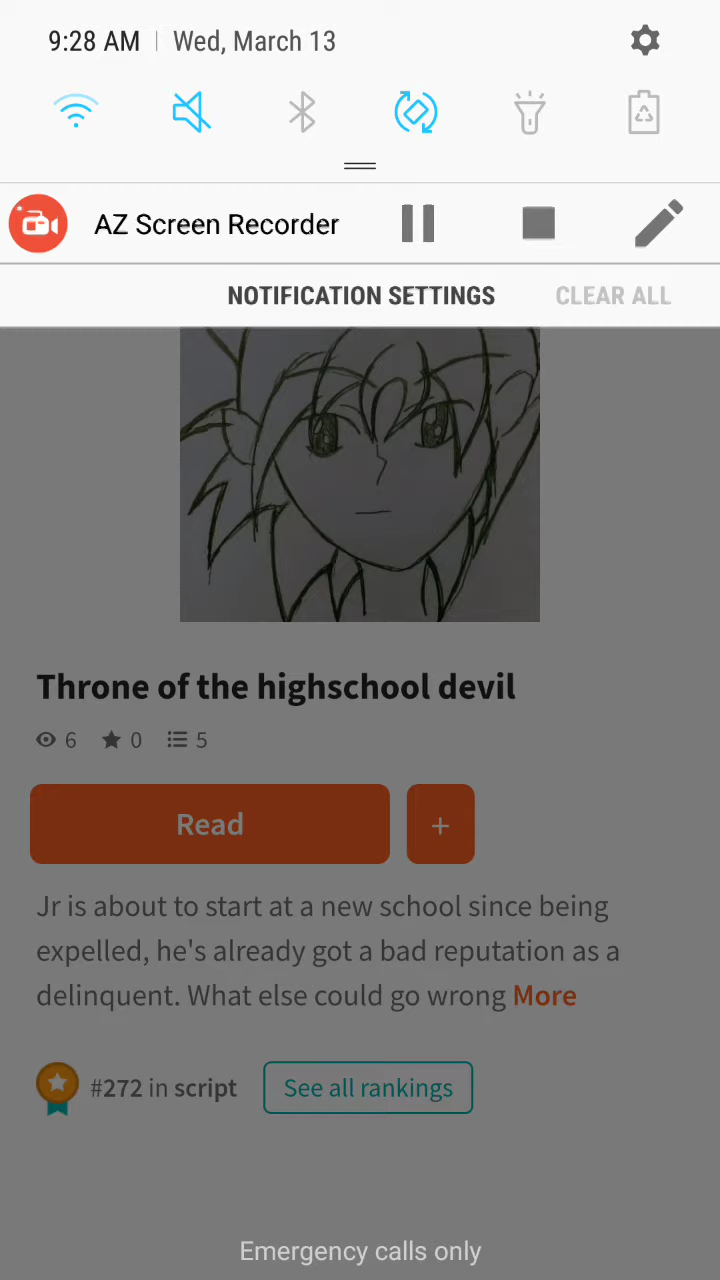 9:28 AM | Wed, March 13
AZ Screen Recorder
NOTIFICATION SETTINGS CLEAR ALL
Throne of the highschool devil
6 0 5
Read +
Jr is about to start at a new school since being
expelled, he's already got a bad reputation as a
delinquent. What else could go wrong More
#272 in script See all rankings
Emergency calls only